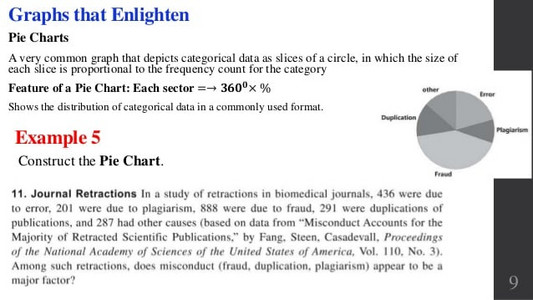 Graphs that Enlighten
Pie Charts
A very common graph that depicts categorical data as slices of a circle, in which the size of
each slice is proportional to the frequency count for the category
Feature of a Pie Chart: Each sector =→ 360⁰× %
Shows the distribution of categorical data in a commonly used format.
other
Error
Duplication
Plagiarism
Fraud
Example 5
Construct the Pie Chart.
11. Journal Retractions In a study of retractions in biomedical journals, 436 were due
to error, 201 were due to plagiarism, 888 were due to fraud, 291 were duplications of
publications, and 287 had other causes (based on data from “Misconduct Accounts for the
Majority of Retracted Scientific Publications,” by Fang, Steen, Casadevall, Proceedings
of the National Academy of Sciences of the United States of America, Vol. 110, No. 3).
Among such retractions, does misconduct (fraud, duplication, plagiarism) appear to be a
major factor?
9